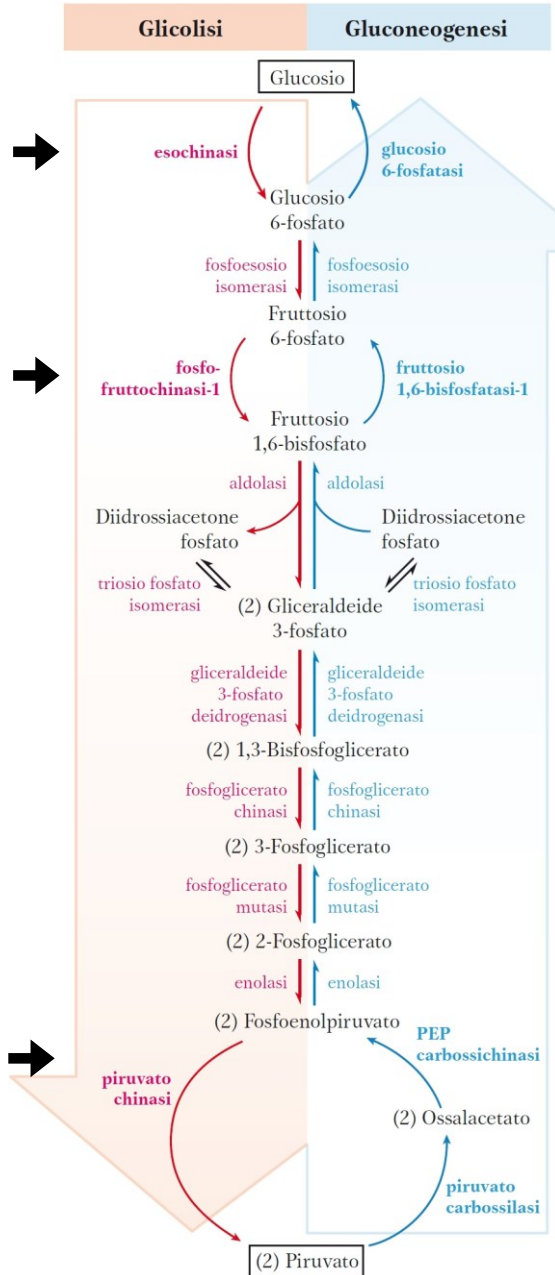 Glicolisi
Gluconeogenesi
Glucosio
esochinasi
glucosio
6-fosfatasi
Glucosio
6-fosfato
fosfoesosio
isomerasi
fosfoesosio
isomerasi
Fruttosio
6-fosfato
fosfo-
fruttochinasi-1
fruttosio
1,6-bisfosfatasi-1
Fruttosio
1,6-bisfosfato
aldolasi
aldolasi
Diidrossiacetone
fosfato
Diidrossiacetone
fosfato
triosio fosfato
isomerasi
triosio fosfato
isomerasi
(2) Gliceraldeide
3-fosfato
gliceraldeide
3-fosfato
deidrogenasi
gliceraldeide
3-fosfato
deidrogenasi
(2) 1,3-Bisfosfoglicerato
fosfoglicerato
chinasi
fosfoglicerato
chinasi
(2) 3-Fosfoglicerato
fosfoglicerato
mutasi
fosfoglicerato
mutasi
(2) 2-Fosfoglicerato
enolasi
enolasi
(2) Fosfoenolpiruvato
PEP
carbossichinasi
piruvato
chinasi
(2) Ossalacetato
piruvato
carbossilasi
(2) Piruvato